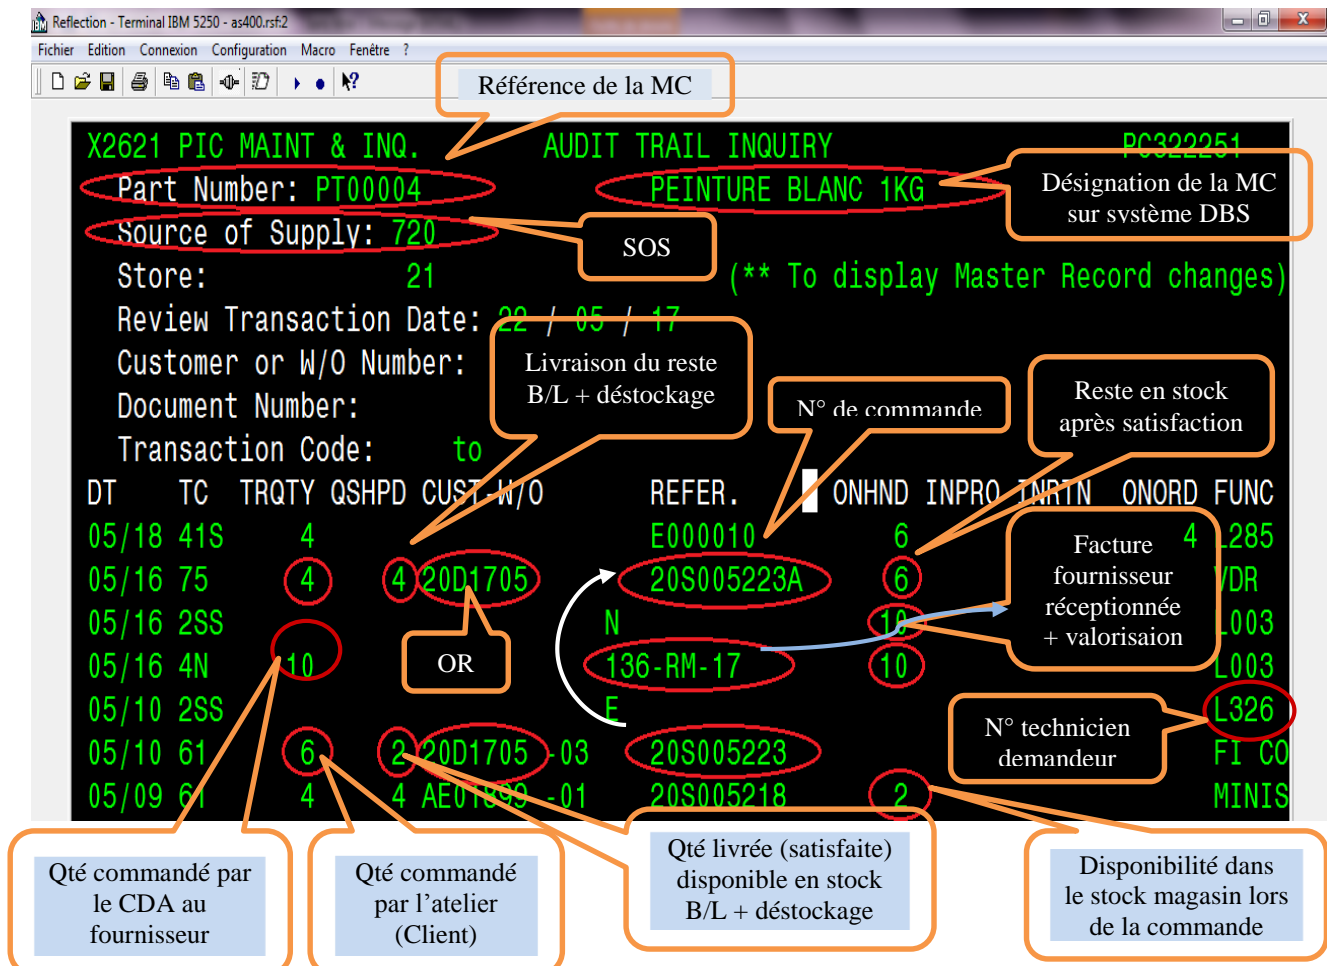 Reflection - Terminal IBM 5250 - as400.rsf:2
Fichier Edition Connexion Configuration Macro Fenêtre ?
Référence de la MC
X2621 PIC MAINT & INQ. AUDIT TRAIL INQUIRY PC322251
Part Number: PT00004 PEINTURE BLANC 1KG
Désignation de la MC
sur système DBS
Source of Supply: 720
SOS
Store: 21 (** To display Master Record changes)
Review Transaction Date: 22 / 05 / 17
Customer or W/O Number:
Livraison du reste
B/L + déstockage
Document Number:
N° de commande
Reste en stock
après satisfaction
Transaction Code: to
DT TC TRQTY QSHPD CUST-W/O REFER. ONHND INPRO INRTN ONORD FUNC
05/18 41S 4 E000010 6 4 L285
05/16 75 4 4 20D1705 20S005223A 6 VDR
05/16 2SS N 10 L003
05/16 4N 10 136-RM-17 10 L003
05/10 2SS E L326
05/10 61 6 2 20D1705 -03 20S005223 FI CO
05/09 61 4 4 AE01899 -01 20S005218 2 MINIS
Facture
fournisseur
réceptionnée
+ valorisaion
OR
N° technicien
demandeur
Qté commandé par
le CDA au
fournisseur
Qté commandé
par l’atelier
(Client)
Qté livrée (satisfaite)
disponible en stock
B/L + déstockage
Disponibilité dans
le stock magasin lors
de la commande